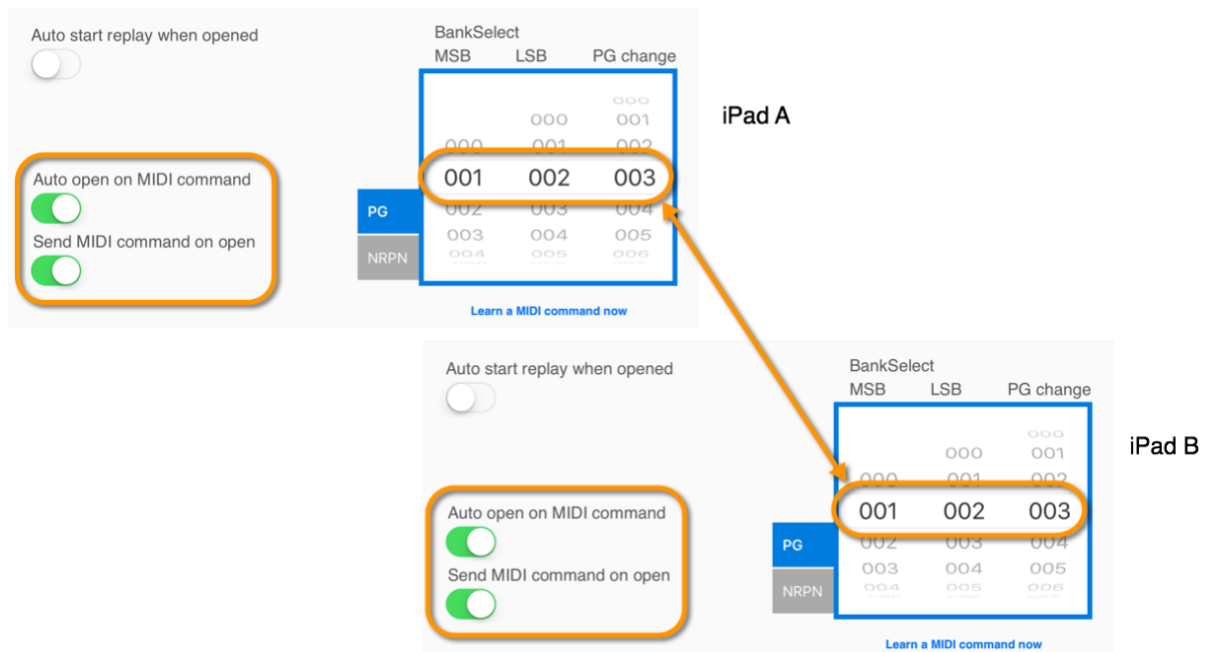 Auto start replay when opened
BankSelect
MSB LSB PG change
000
000 001
000 001 002
001 002 003
002 003 004
003 004 005
004 005 006
iPad A
Auto open on MIDI command
Send MIDI command on open
PG
NRPN
Learn a MIDI command now
Auto start replay when opened
BankSelect
MSB LSB PG change
000
000 001
000 001 002
001 002 003
002 003 004
003 004 005
004 005 006
iPad B
Auto open on MIDI command
Send MIDI command on open
PG
NRPN
Learn a MIDI command now